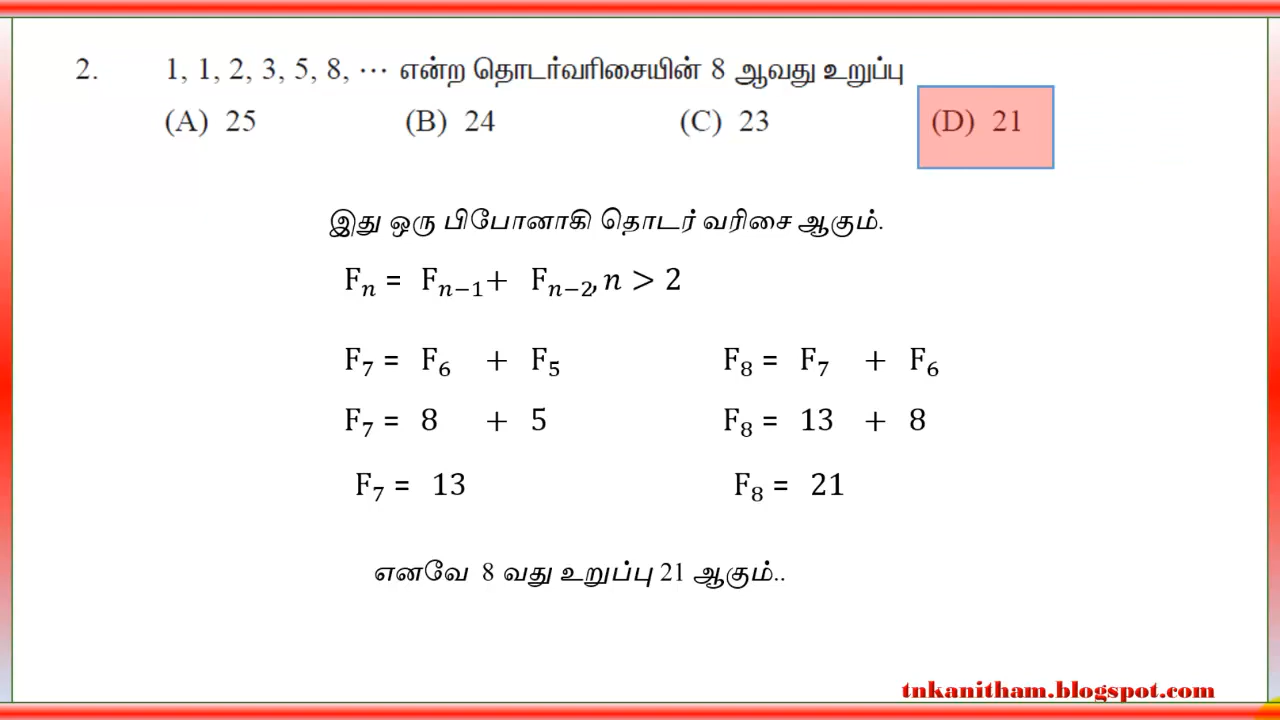 2. 1, 1, 2, 3, 5, 8, ⋯ என்ற தொடர்வரிசையின் 8 ஆவது உறுப்பு
(A) 25 (B) 24 (C) 23 (D) 21
இது ஒரு பிபோனாகி தொடர் வரிசை ஆகும்.
Fₙ = Fₙ₋₁+ Fₙ₋₂, n > 2
F₇ = F₆ + F₅ F₈ = F₇ + F₆
F₇ = 8 + 5 F₈ = 13 + 8
F₇ = 13 F₈ = 21
எனவே 8 வது உறுப்பு 21 ஆகும்..
tnkanitham.blogspot.com